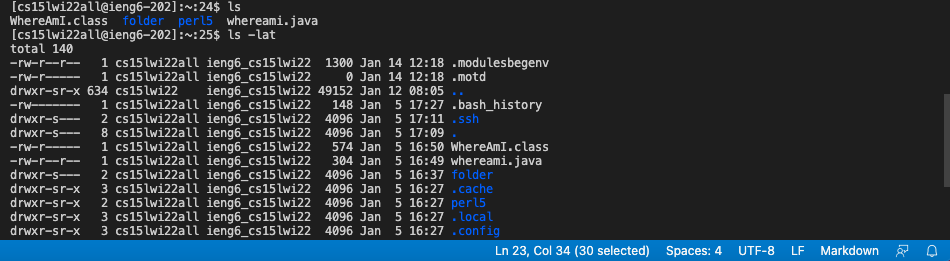 [cs15lwi22all@ieng6-202]:~:24$ ls
WhereAmI.class  folder  perl5  whereami.java
[cs15lwi22all@ieng6-202]:~:25$ ls -lat
total 140
-rw-r--r--   1 cs15lwi22all ieng6_cs15lwi22  1300 Jan 14 12:18 .modulesbegenv
-rw-r-----   1 cs15lwi22all ieng6_cs15lwi22     0 Jan 14 12:18 .motd
drwxr-sr-x 634 cs15lwi22    ieng6_cs15lwi22 49152 Jan 12 08:05 ..
-rw-------   1 cs15lwi22all ieng6_cs15lwi22   148 Jan  5 17:27 .bash_history
drwxr-s---   2 cs15lwi22all ieng6_cs15lwi22  4096 Jan  5 17:11 .ssh
drwxr-s---   8 cs15lwi22all ieng6_cs15lwi22  4096 Jan  5 17:09 .
-rw-r-----   1 cs15lwi22all ieng6_cs15lwi22   574 Jan  5 16:50 WhereAmI.class
-rw-r--r--   1 cs15lwi22all ieng6_cs15lwi22   304 Jan  5 16:49 whereami.java
drwxr-s---   2 cs15lwi22all ieng6_cs15lwi22  4096 Jan  5 16:37 folder
drwxr-sr-x   3 cs15lwi22all ieng6_cs15lwi22  4096 Jan  5 16:27 .cache
drwxr-sr-x   2 cs15lwi22all ieng6_cs15lwi22  4096 Jan  5 16:27 perl5
drwxr-sr-x   3 cs15lwi22all ieng6_cs15lwi22  4096 Jan  5 16:27 .local
drwxr-sr-x   3 cs15lwi22all ieng6_cs15lwi22  4096 Jan  5 16:27 .config
Ln 23, Col 34 (30 selected)  Spaces: 4  UTF-8  LF  Markdown